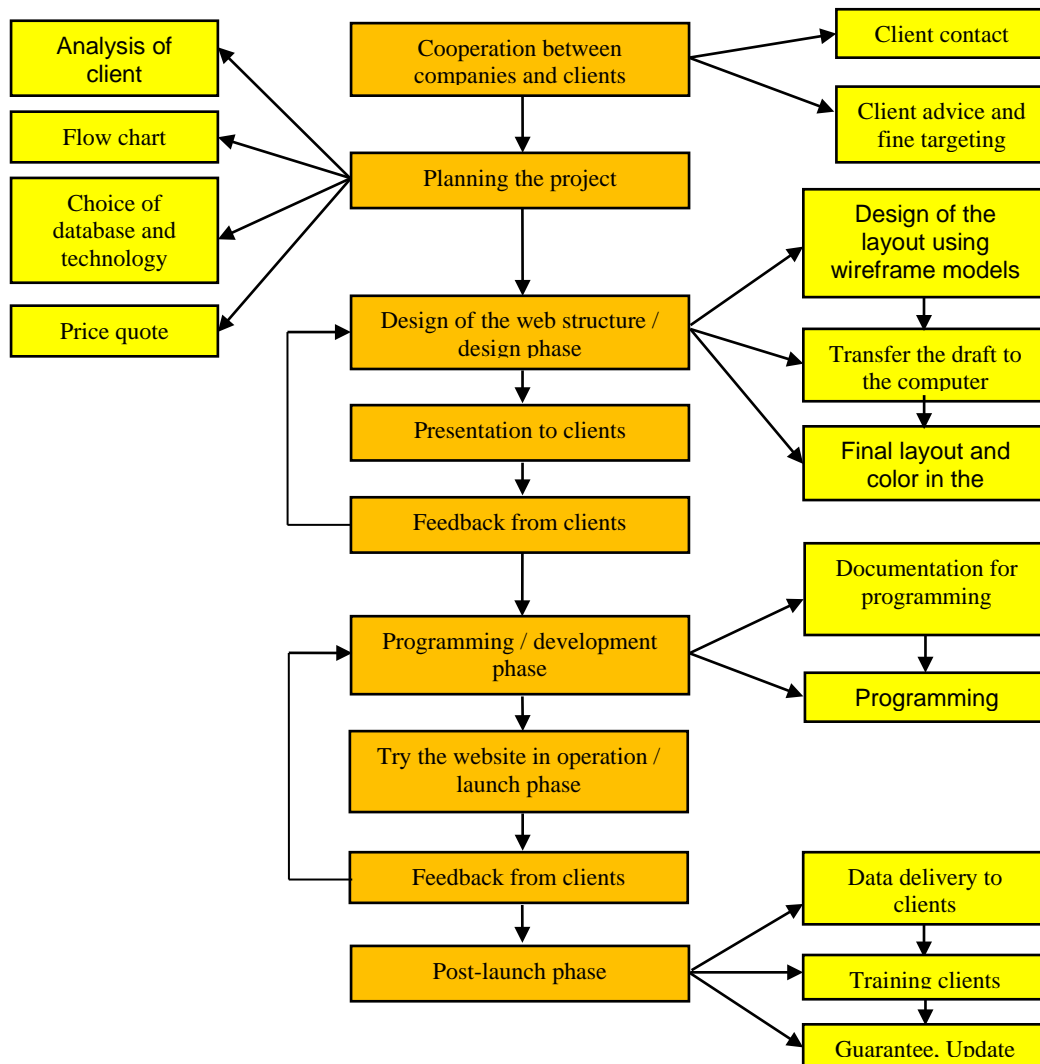 Analysis of
client
Flow chart
Choice of
database and
technology
Price quote
Cooperation between
companies and clients
Client contact
Client advice and
fine targeting
Planning the project
Design of the web structure /
design phase
Design of the
layout using
wireframe models
Transfer the draft to
the computer
Final layout and
color in the
Presentation to clients
Feedback from clients
Programming / development
phase
Documentation for
programming
Programming
Try the website in operation /
launch phase
Feedback from clients
Post-launch phase
Data delivery to
clients
Training clients
Guarantee, Update